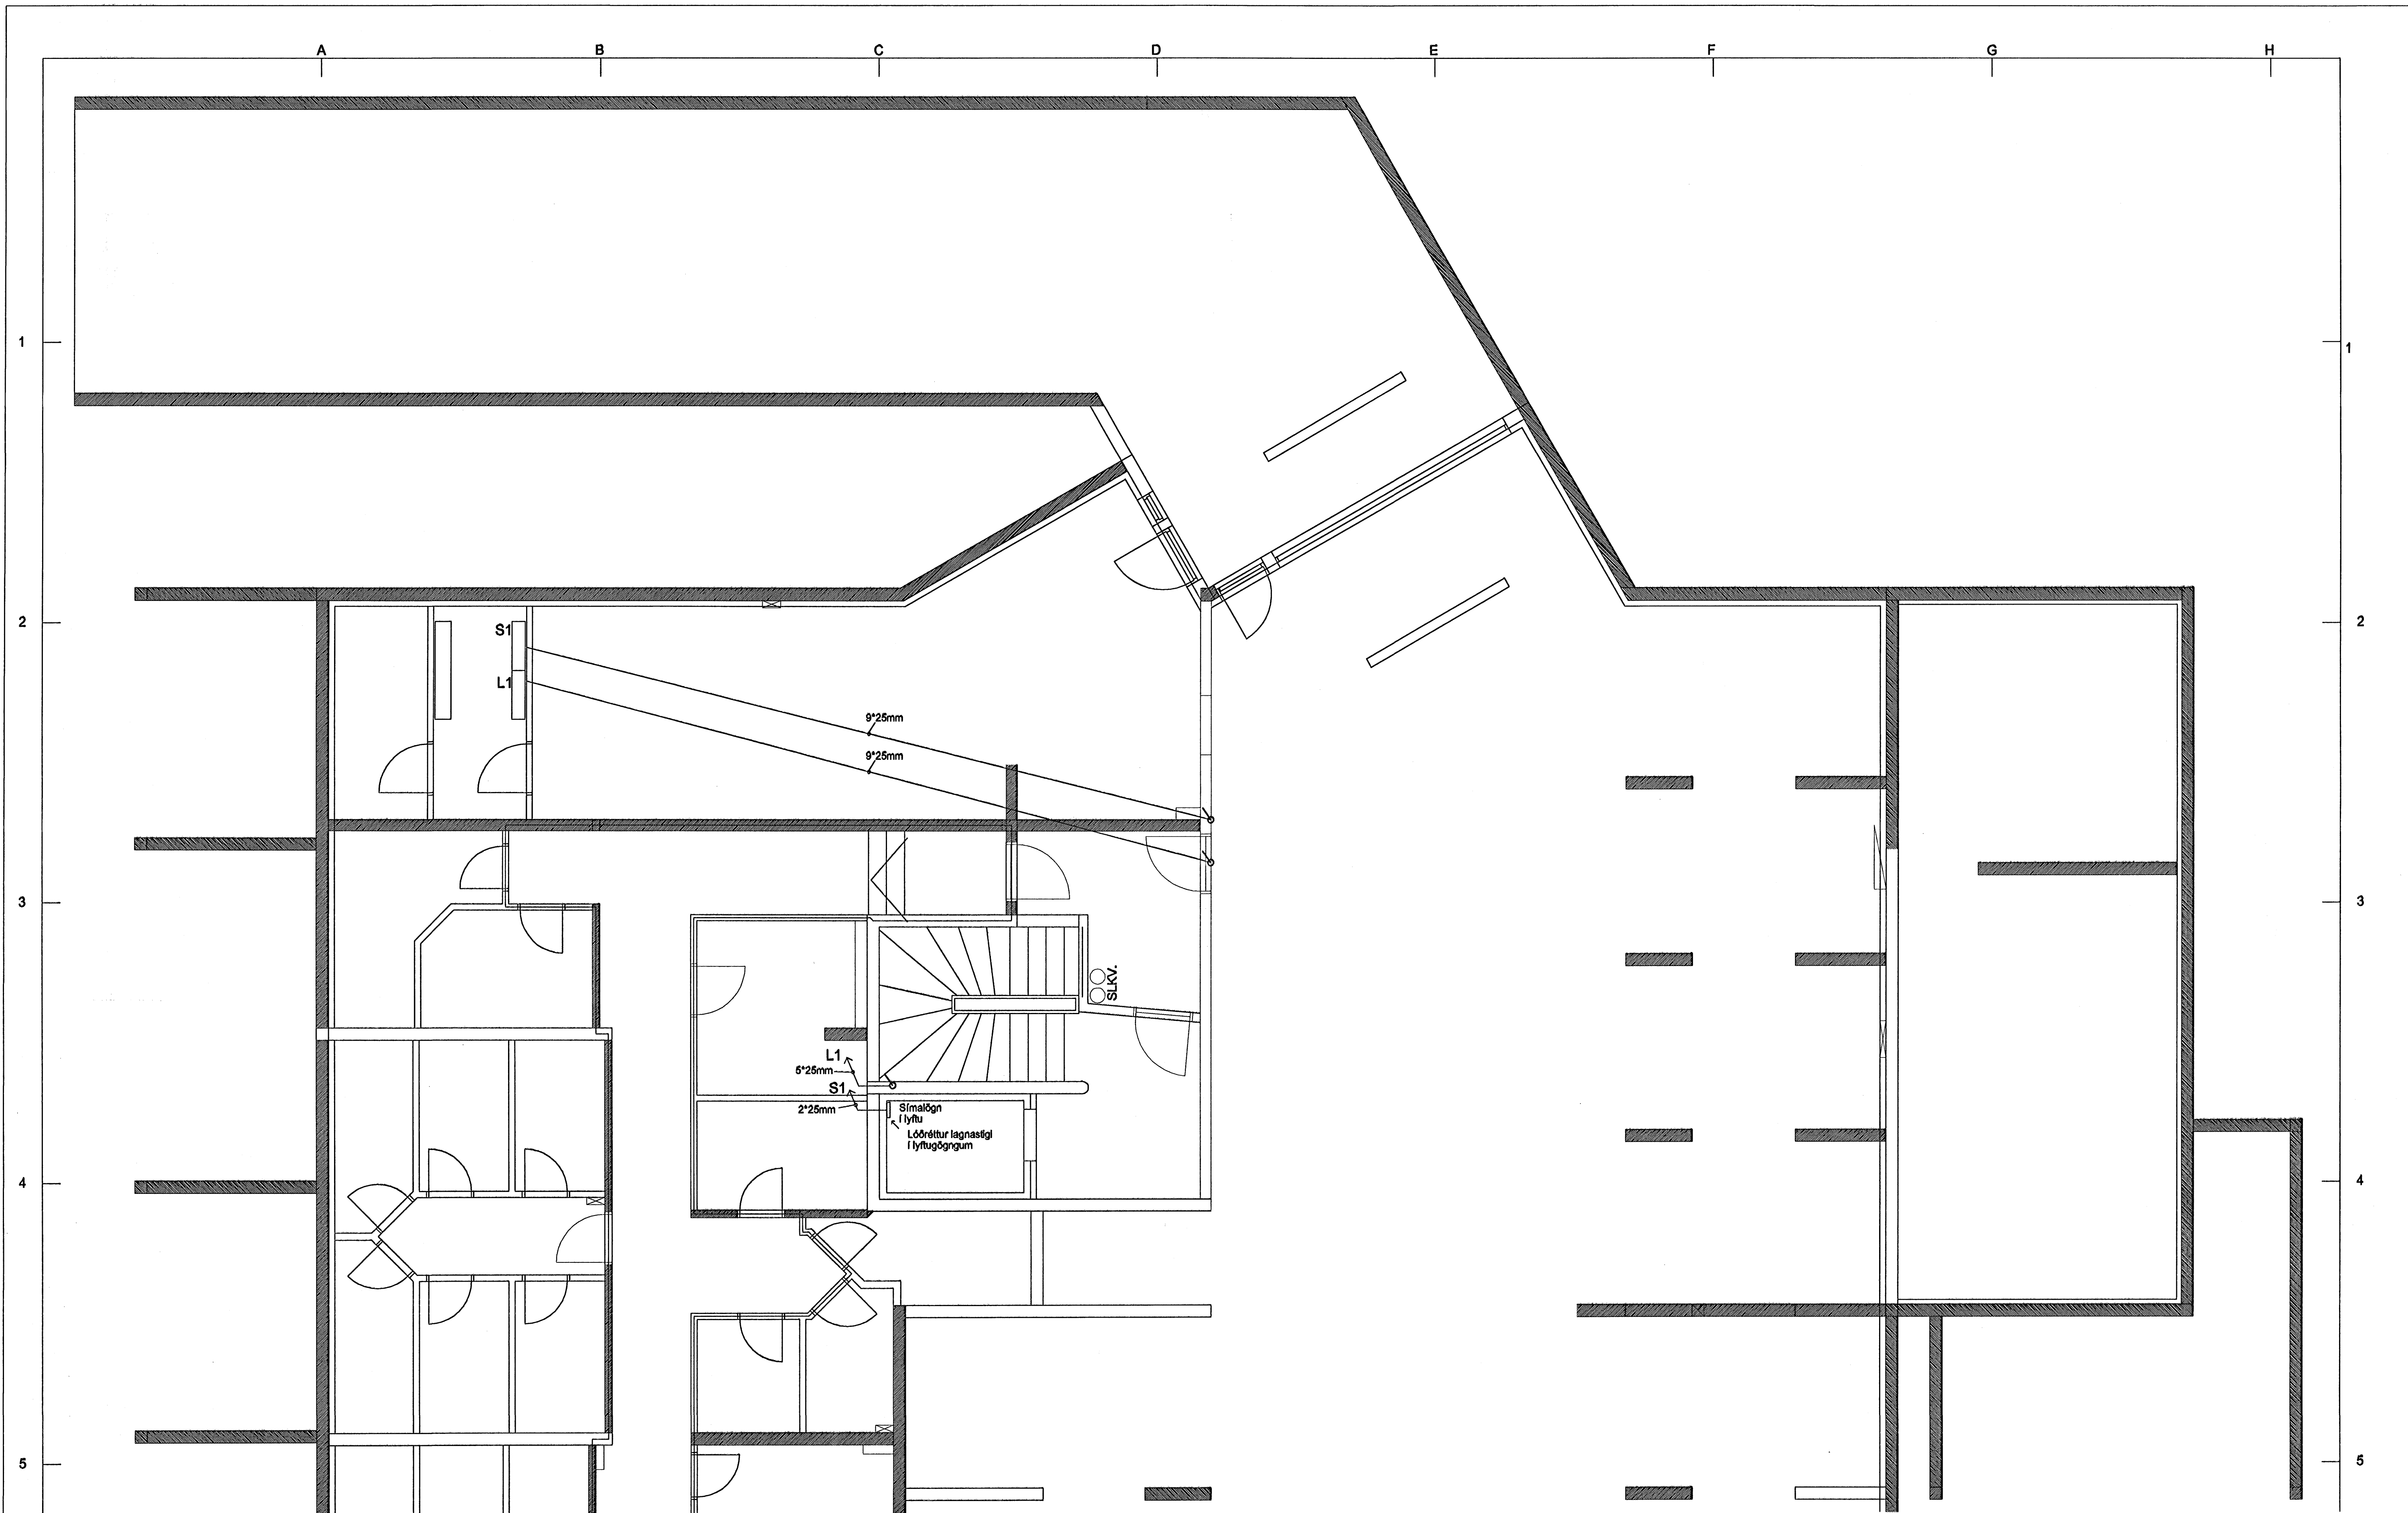 A B C D E F G H
1 1
2 2
S1
L1
9*25mm
9*25mm
3 3
SLKV.
L1
5*25mm
S1
2*25mm
Símalögn
í lyftu
Lóðréttur lagnastigi
í lyftugögngum
4 4
5 5